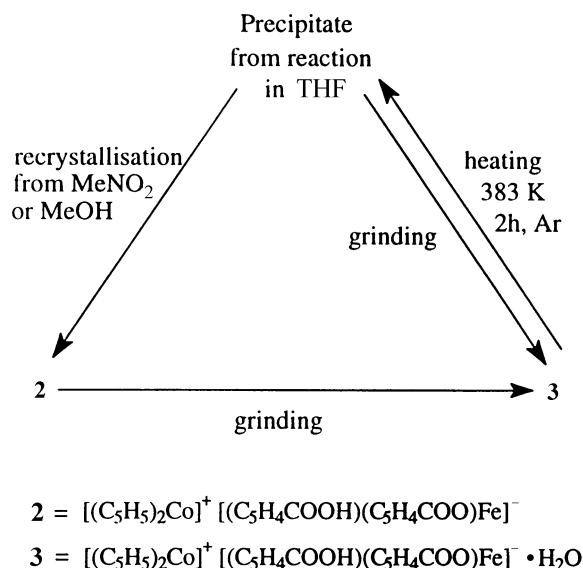 Precipitate
from reaction
in THF
recrystallisation
from MeNO₂
or MeOH
heating
383 K
2h, Ar
grinding
2
3
grinding
2 = [(C₅H₅)₂Co]⁺ [(C₅H₄COOH)(C₅H₄COO)Fe]⁻
3 = [(C₅H₅)₂Co]⁺ [(C₅H₄COOH)(C₅H₄COO)Fe]⁻ •H₂O